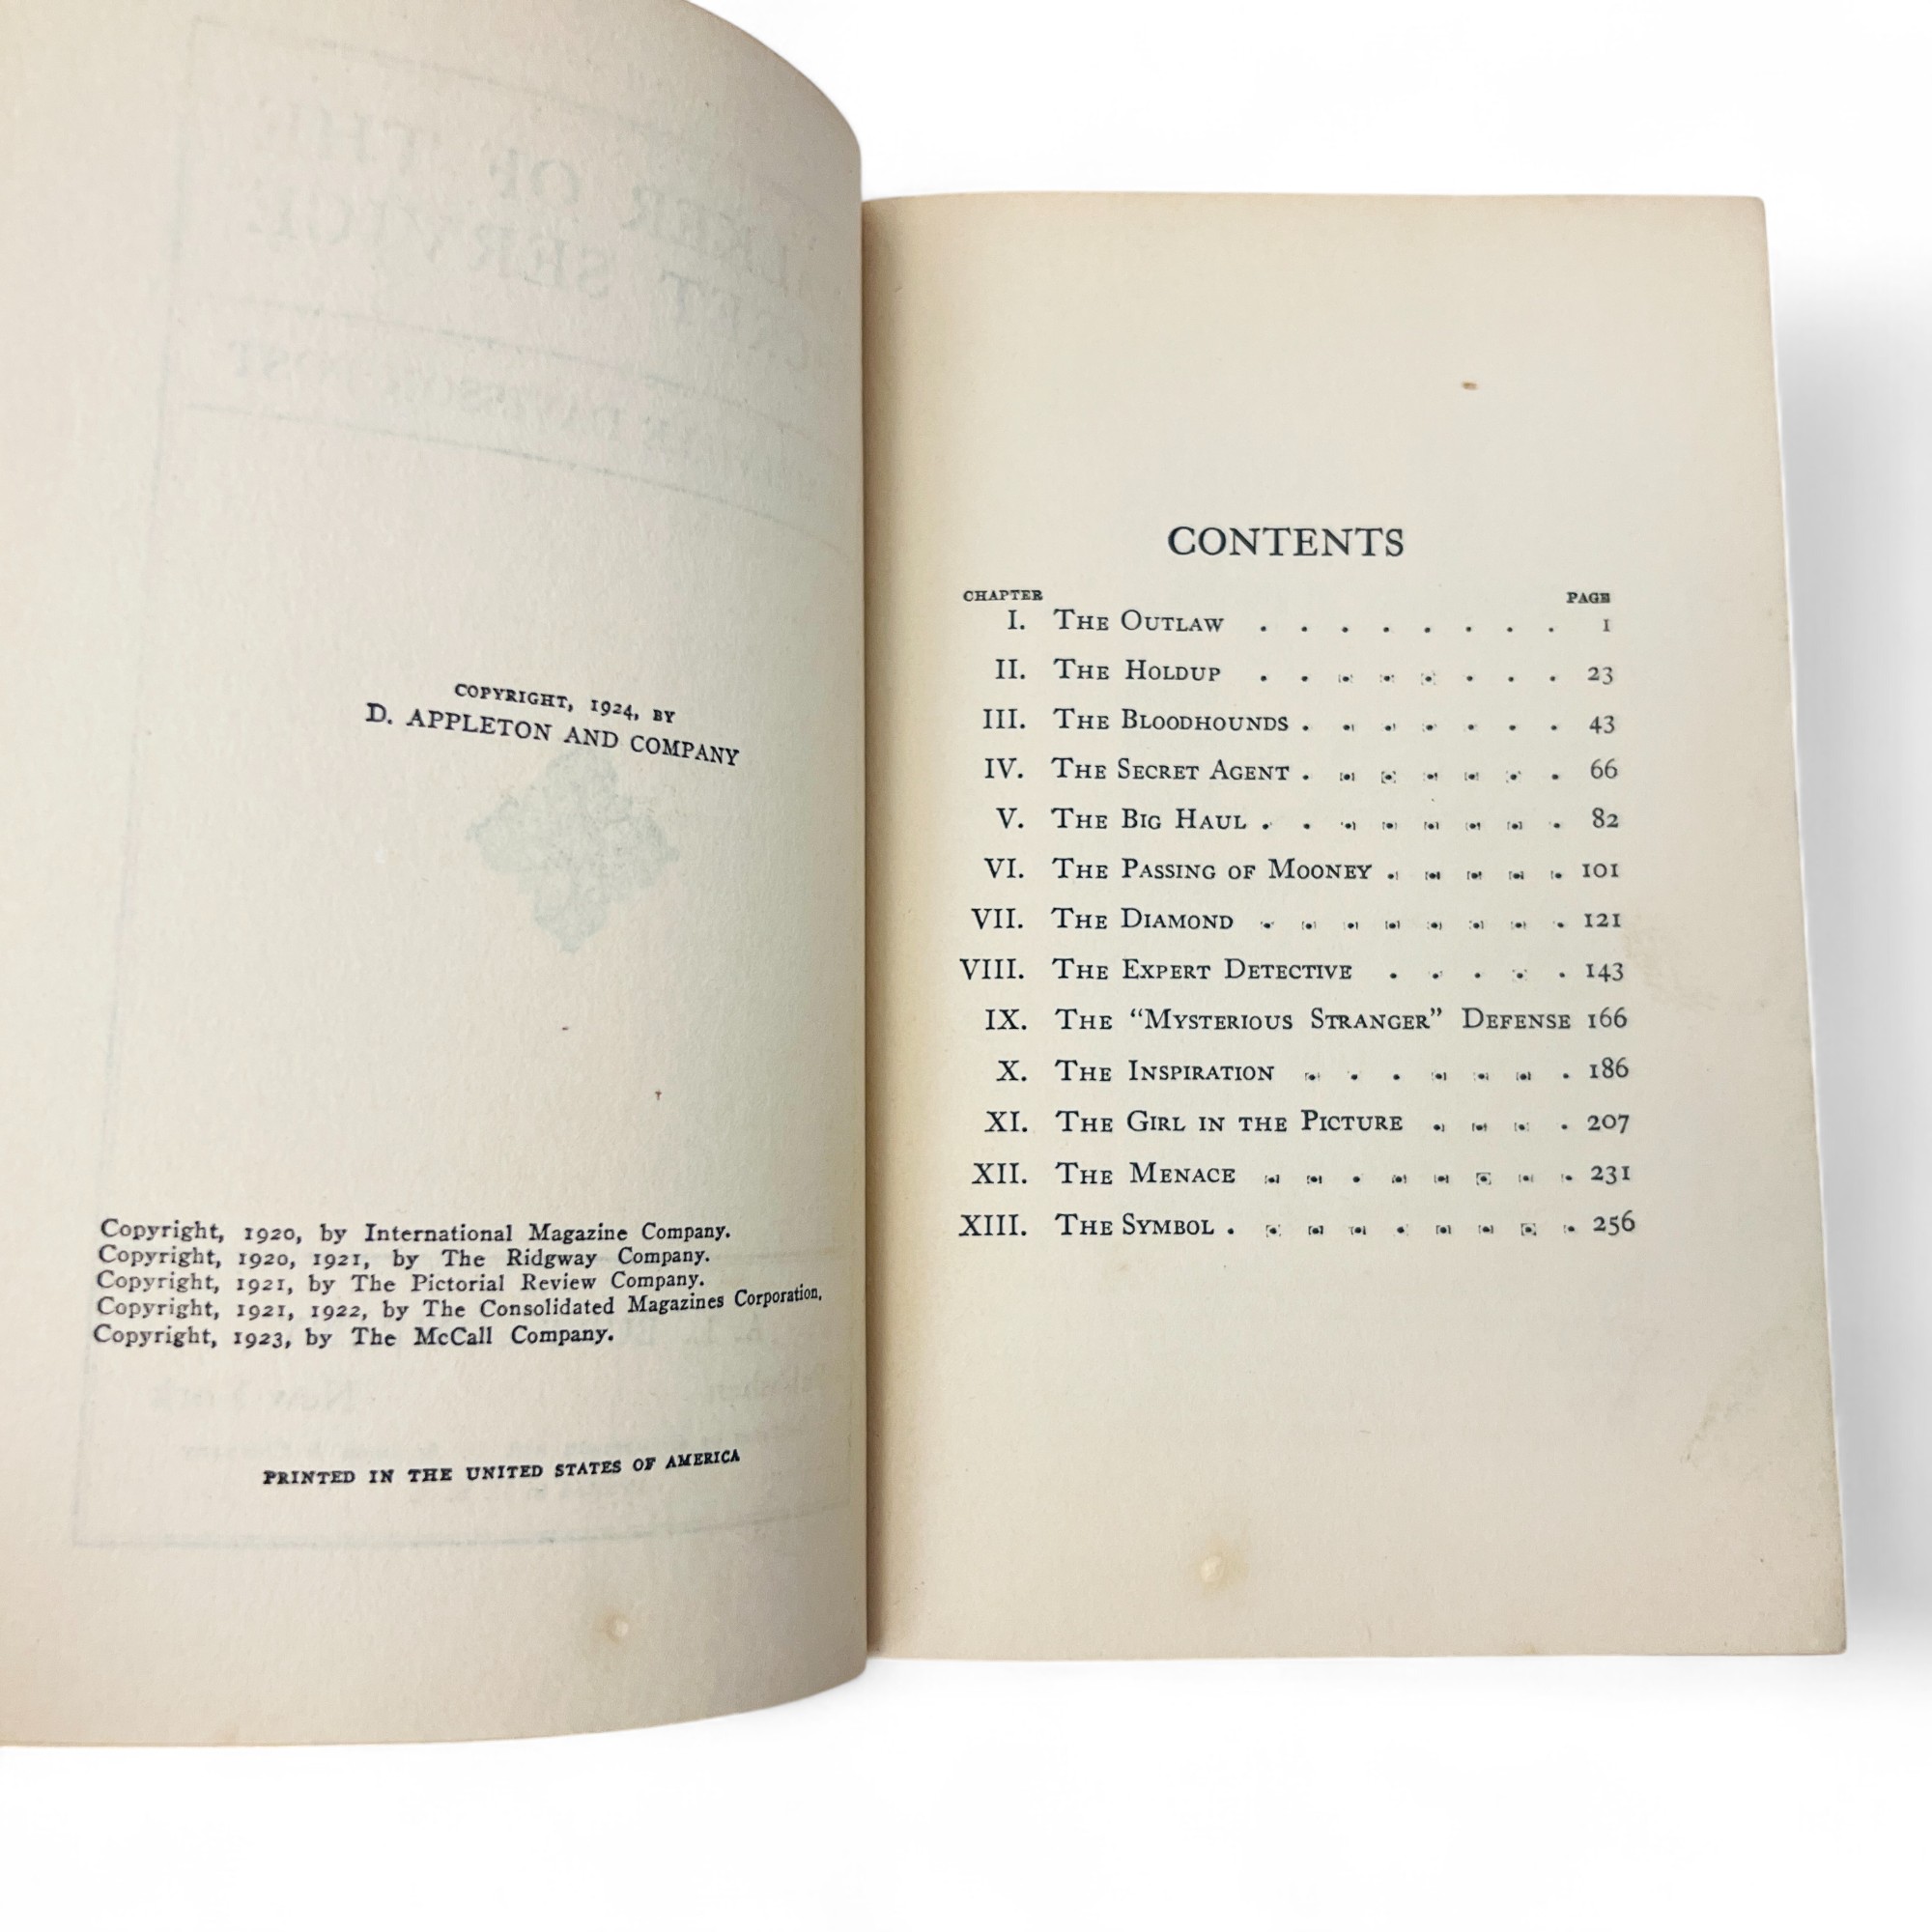 COPYRIGHT, 1924, BY
D. APPLETON AND COMPANY
Copyright, 1920, by International Magazine Company.
Copyright, 1920, 1921, by The Ridgway Company.
Copyright, 1921, by The Pictorial Review Company.
Copyright, 1921, 1922, by The Consolidated Magazines Corporation.
Copyright, 1923, by The McCall Company.
PRINTED IN THE UNITED STATES OF AMERICA
CONTENTS
CHAPTER PAGE
I. THE OUTLAW . . . . . . . . 1
II. THE HOLDUP . . . . . . . . 23
III. THE BLOODHOUNDS . . . . . . . 43
IV. THE SECRET AGENT . . . . . . . 66
V. THE BIG HAUL . . . . . . . . 82
VI. THE PASSING OF MOONEY . . . . . 101
VII. THE DIAMOND . . . . . . . . 121
VIII. THE EXPERT DETECTIVE . . . . . 143
IX. THE “MYSTERIOUS STRANGER” DEFENSE 166
X. THE INSPIRATION . . . . . . . 186
XI. THE GIRL IN THE PICTURE . . . . 207
XII. THE MENACE . . . . . . . . 231
XIII. THE SYMBOL . . . . . . . . . 256